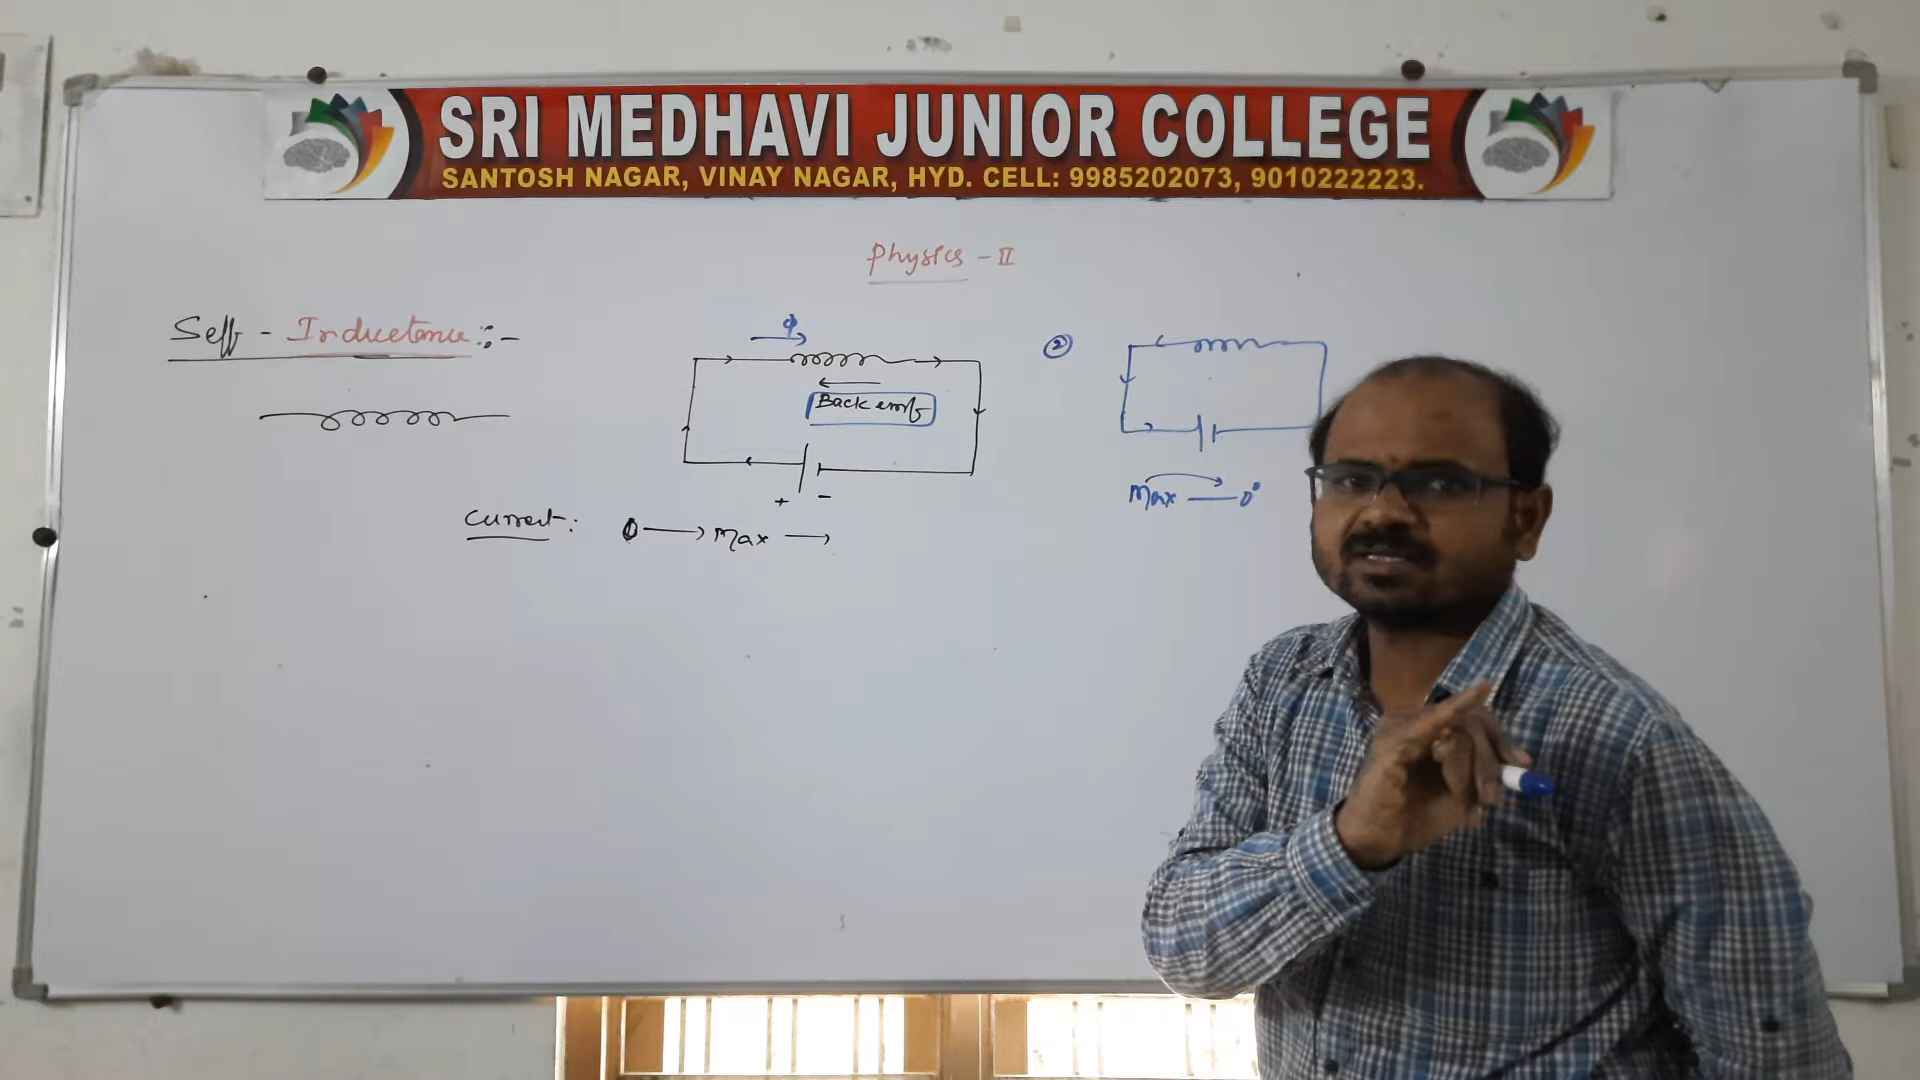 SRI MEDHAVI JUNIOR COLLEGE
SANTOSH NAGAR, VINAY NAGAR, HYD. CELL: 9985202073, 9010222223.
Physics - II
Self - Inductance :-
ϕ
Back emf
+ -
Current: 0 → Max →
②
Max — 0